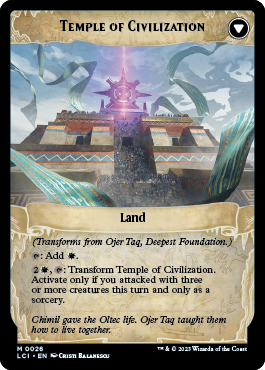 Temple of Civilization
Land
(Transforms from Ojer Taq, Deepest Foundation.)
: Add .
2 , : Transform Temple of Civilization.
Activate only if you attacked with three
or more creatures this turn and only as a
sorcery.
Chimil gave the Oltec life. Ojer Taq taught them
how to live together.
M 0026
LCI • EN Cristi Balanescu
™ & © 2023 Wizards of the Coast